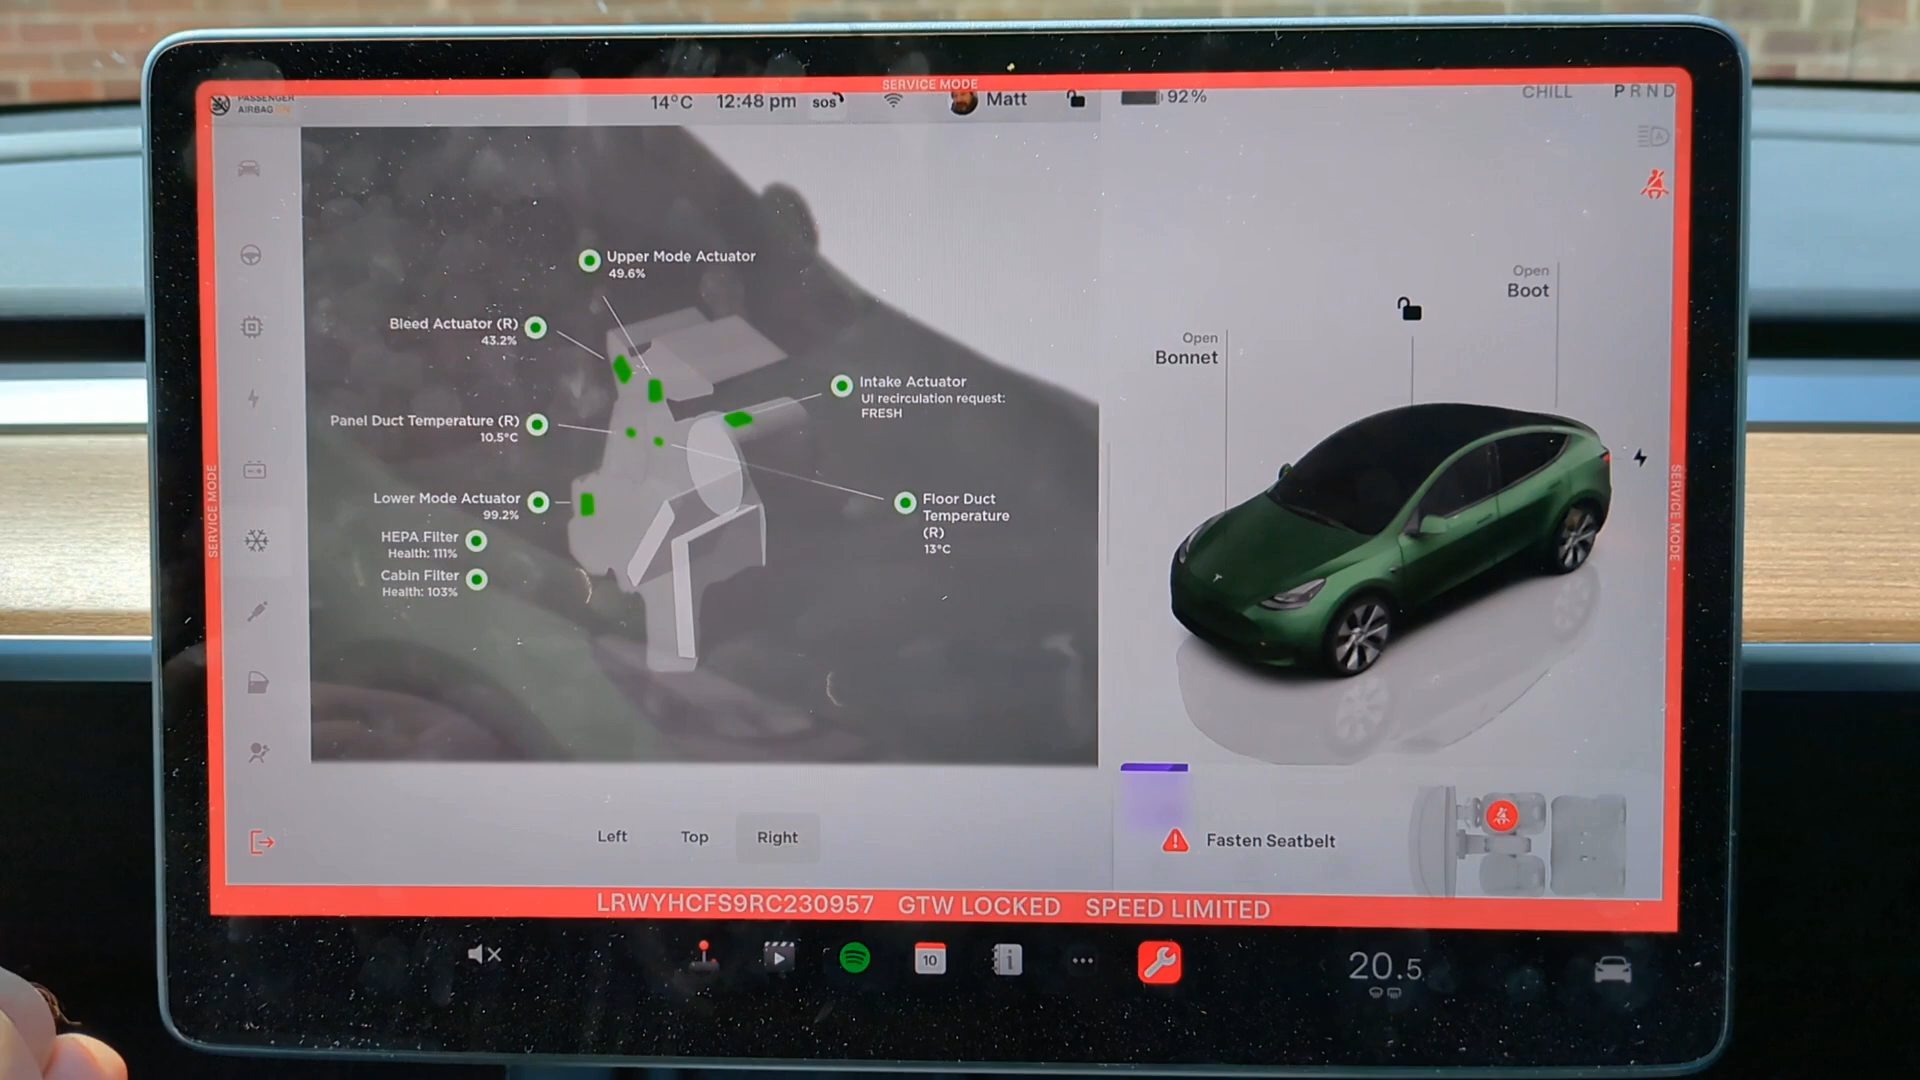 SERVICE MODE
PASSENGER
AIRBAG ON
14°C 12:48 pm SOS Matt 92%
CHILL P R N D
Upper Mode Actuator
49.6%
Bleed Actuator (R)
43.2%
Intake Actuator
UI recirculation request:
FRESH
Panel Duct Temperature (R)
10.5°C
Lower Mode Actuator
99.2%
Floor Duct
Temperature
(R)
13°C
HEPA Filter
Health: 111%
Cabin Filter
Health: 103%
Open
Boot
Open
Bonnet
SERVICE MODE
SERVICE MODE
Left Top Right
Fasten Seatbelt
LRWYHCFS9RC230957 GTW LOCKED SPEED LIMITED
10
20.5